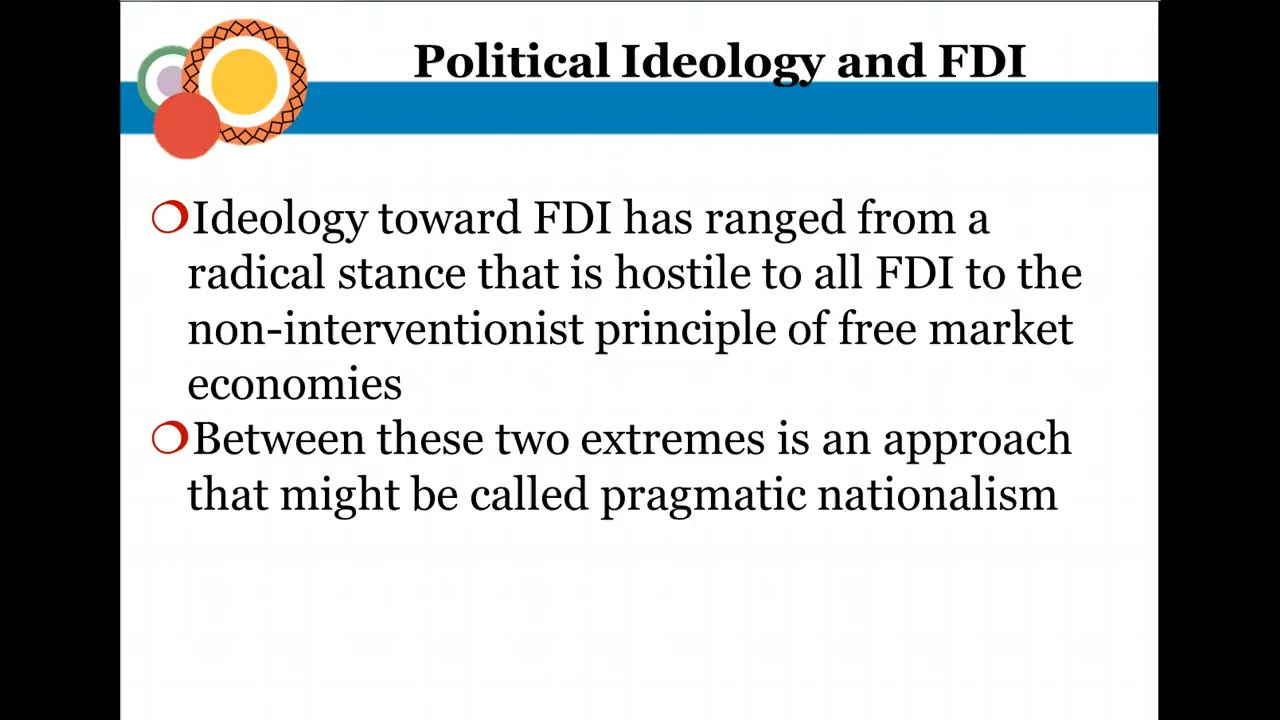 Political Ideology and FDI
Ideology toward FDI has ranged from a
radical stance that is hostile to all FDI to the
non-interventionist principle of free market
economies
Between these two extremes is an approach
that might be called pragmatic nationalism